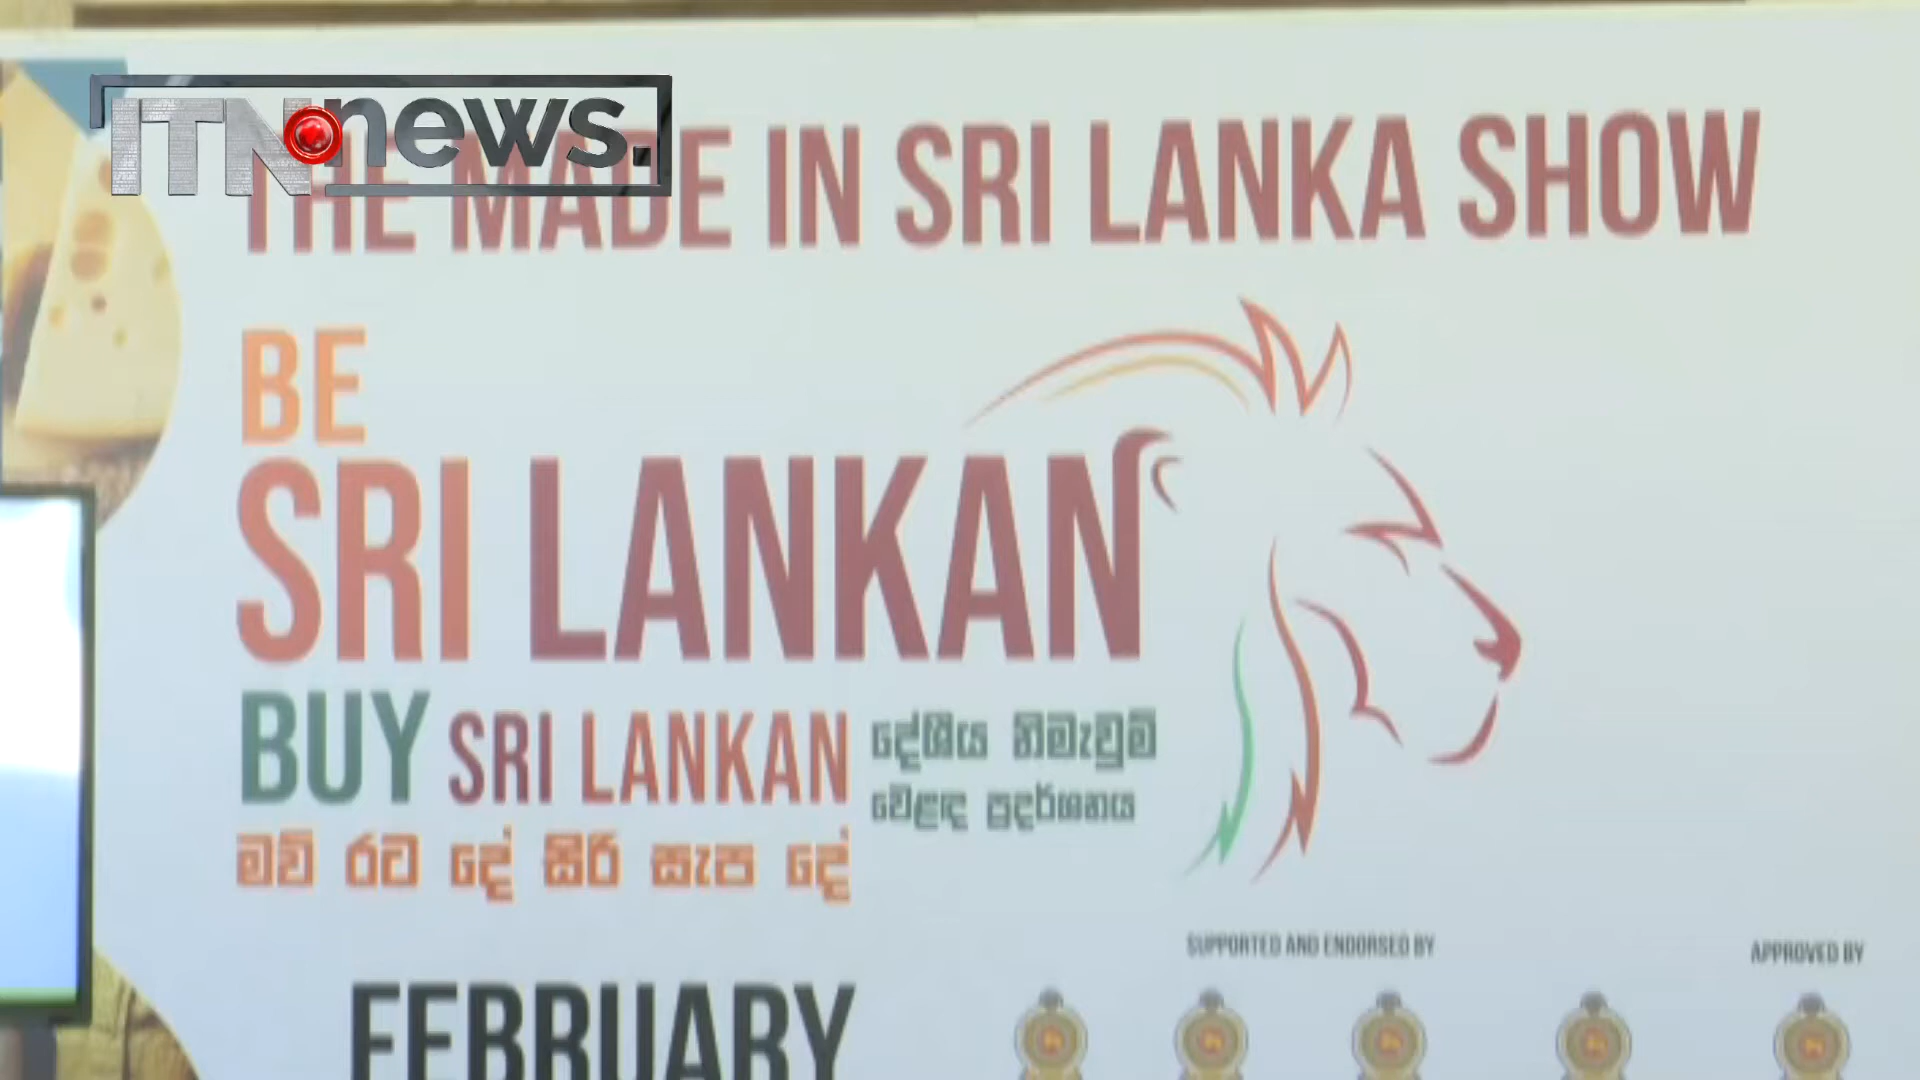 ITN news.
THE MADE IN SRI LANKA SHOW
BE
SRI LANKAN
BUY SRI LANKAN
දේශීය නිමැවුම්
වෙළඳ ප්‍රදර්ශනය
මව් රට දේ සිරි සැප දේ
SUPPORTED AND ENDORSED BY
APPROVED BY
FEBRUARY